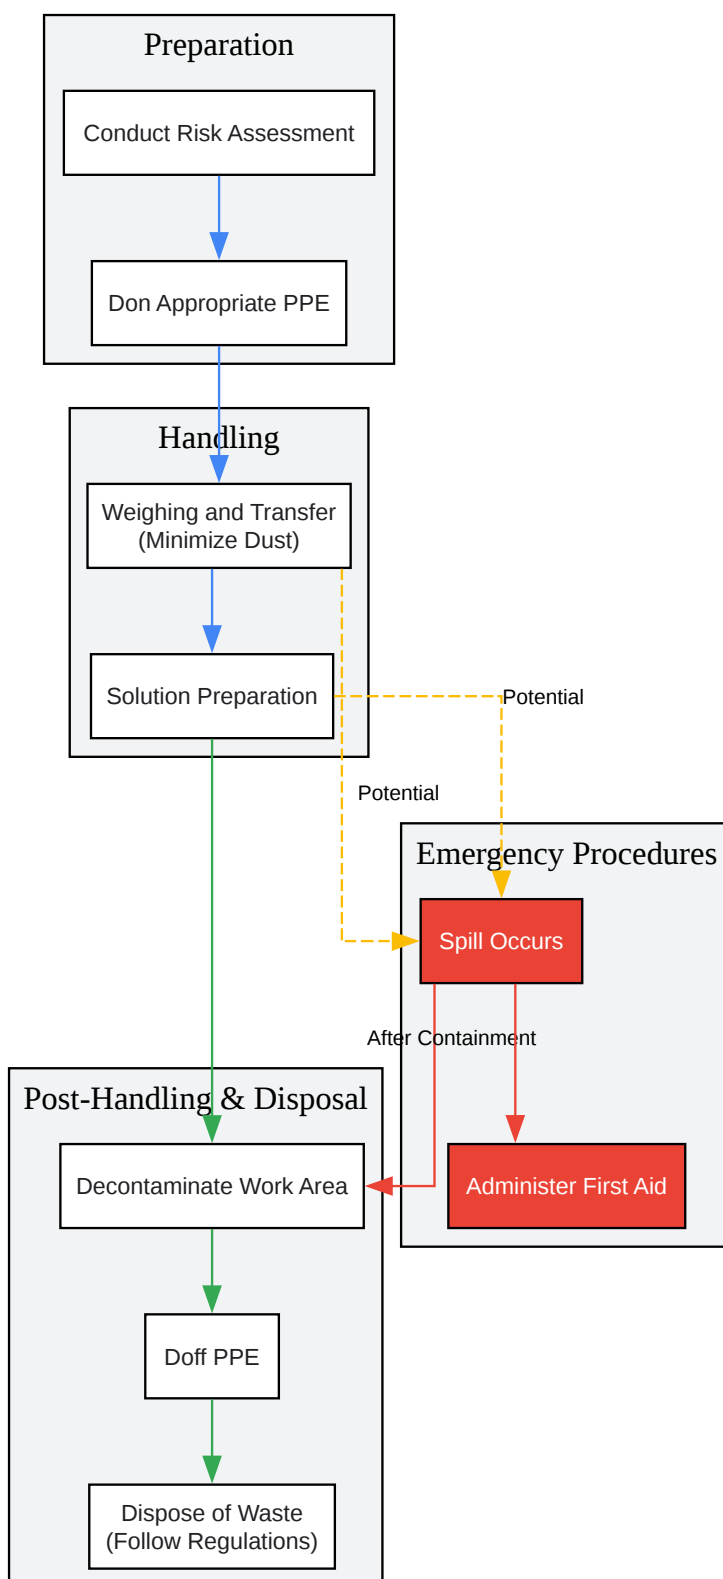 Preparation
Conduct Risk Assessment
Don Appropriate PPE
Handling
Weighing and Transfer
(Minimize Dust)
Solution Preparation
Potential
Potential
Emergency Procedures
Spill Occurs
After Containment
Post-Handling & Disposal
Decontaminate Work Area
Administer First Aid
Doff PPE
Dispose of Waste
(Follow Regulations)